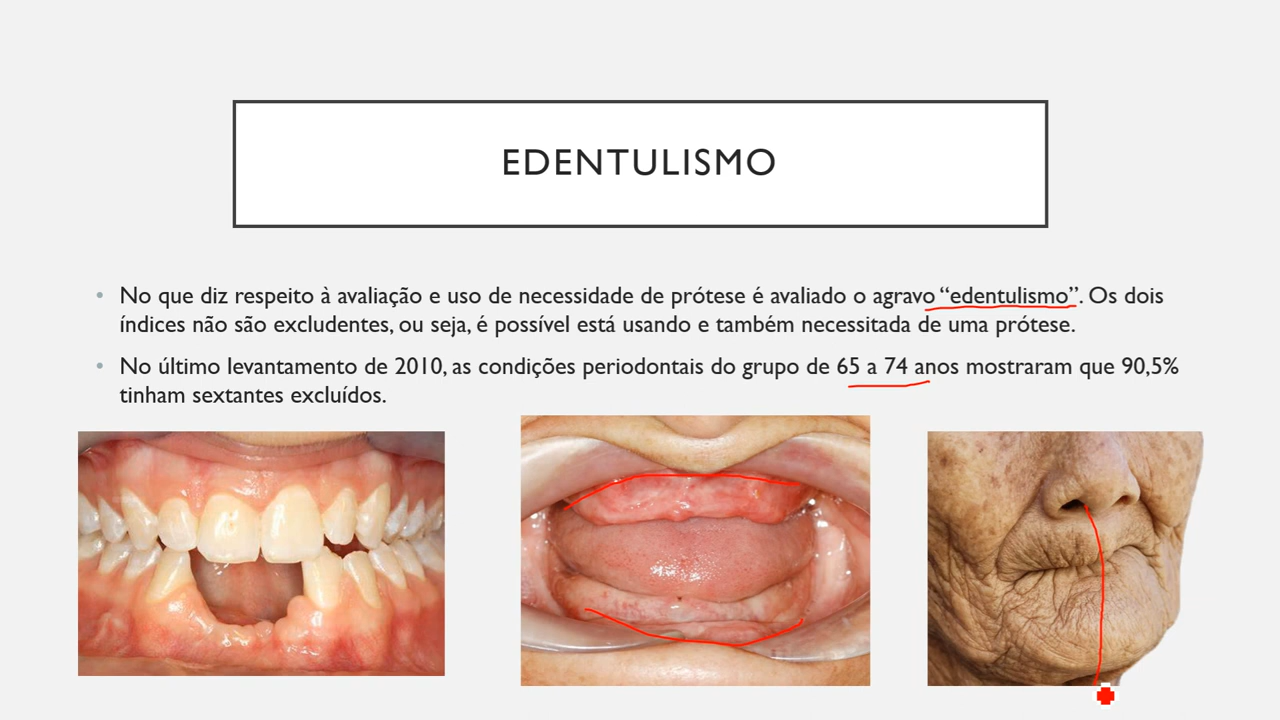 EDENTULISMO
• No que diz respeito à avaliação e uso de necessidade de prótese é avaliado o agravo “edentulismo”. Os dois
índices não são excludentes, ou seja, é possível está usando e também necessitada de uma prótese.
• No último levantamento de 2010, as condições periodontais do grupo de 65 a 74 anos mostraram que 90,5%
tinham sextantes excluídos.